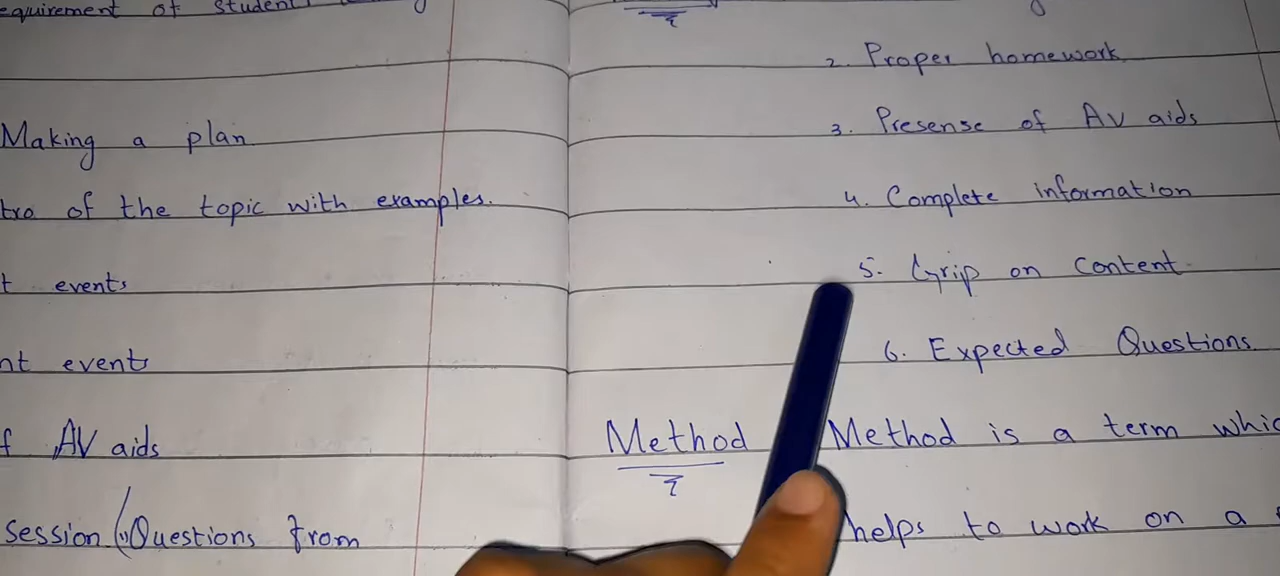 equirement of student
Making a plan
tro of the topic with examples.
t events
nt events
f AV aids
session (Questions from
2. Proper homework
3. Presense of AV aids
4. Complete information
5. Grip on content
6. Expected Questions
Method Method is a term whic
helps to work on a